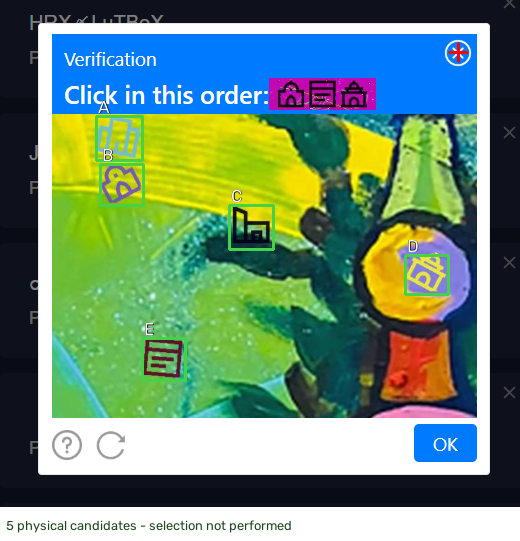 Verification
Click in this order:
A
B
C
D
E
OK
5 physical candidates - selection not performed